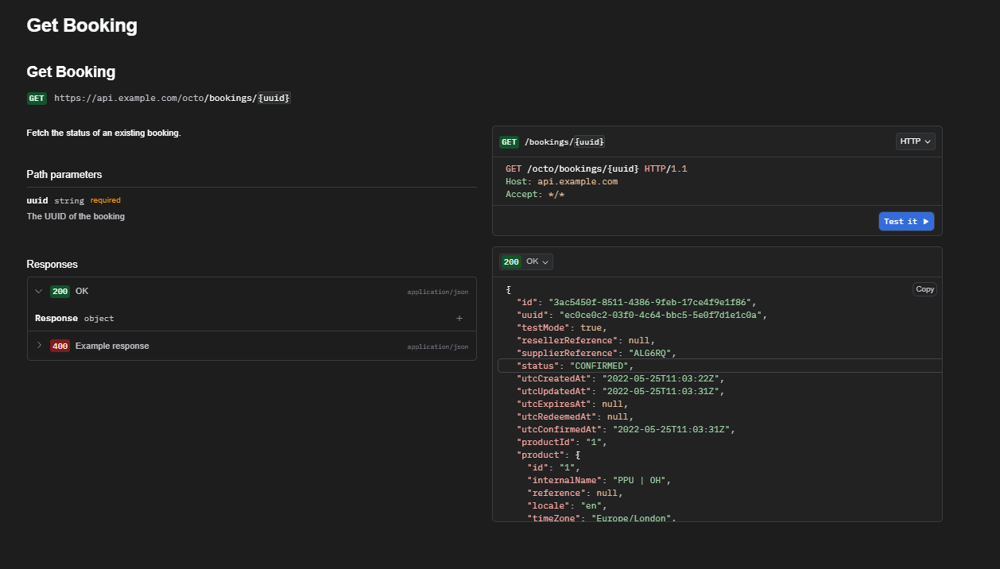 Get Booking
Get Booking
GET https://api.example.com/octo/bookings/{uuid}
Fetch the status of an existing booking.
Path parameters
uuid string required
The UUID of the booking
Responses
200 OK application/json
Response object +
400 Example response application/json
GET /bookings/{uuid} HTTP
GET /octo/bookings/{uuid} HTTP/1.1
Host: api.example.com
Accept: */*
Test it
200 OK
Copy
{
"id": "3ac5450f-8511-4386-9feb-17ce4f9e1f86",
"uuid": "ec0ce0c2-03f0-4c64-bbc5-5e0f7d1e1c0a",
"testMode": true,
"resellerReference": null,
"supplierReference": "ALG6RQ",
"status": "CONFIRMED",
"utcCreatedAt": "2022-05-25T11:03:22Z",
"utcUpdatedAt": "2022-05-25T11:03:31Z",
"utcExpiresAt": null,
"utcRedeemedAt": null,
"utcConfirmedAt": "2022-05-25T11:03:31Z",
"productId": "1",
"product": {
"id": "1",
"internalName": "PPU | OH",
"reference": null,
"locale": "en",
"timeZone": "Europe/London",